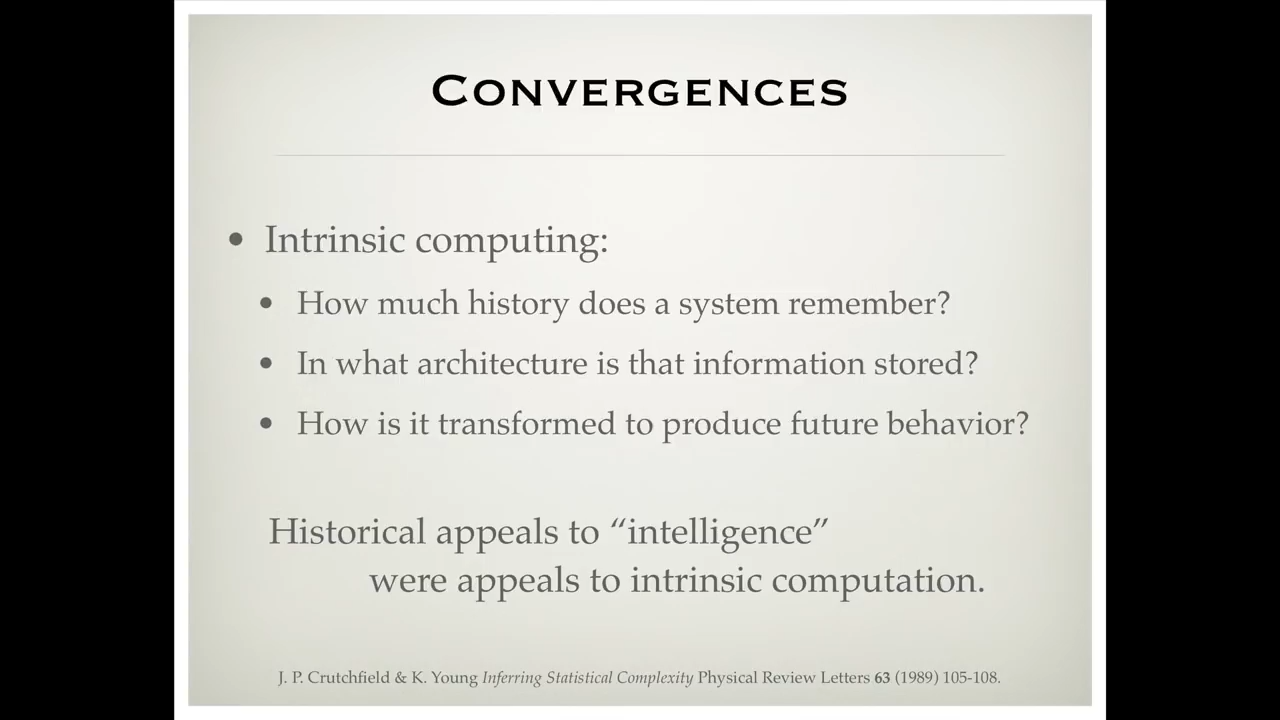 CONVERGENCES
• Intrinsic computing:
• How much history does a system remember?
• In what architecture is that information stored?
• How is it transformed to produce future behavior?
Historical appeals to “intelligence”
were appeals to intrinsic computation.
J. P. Crutchfield & K. Young Inferring Statistical Complexity Physical Review Letters 63 (1989) 105-108.